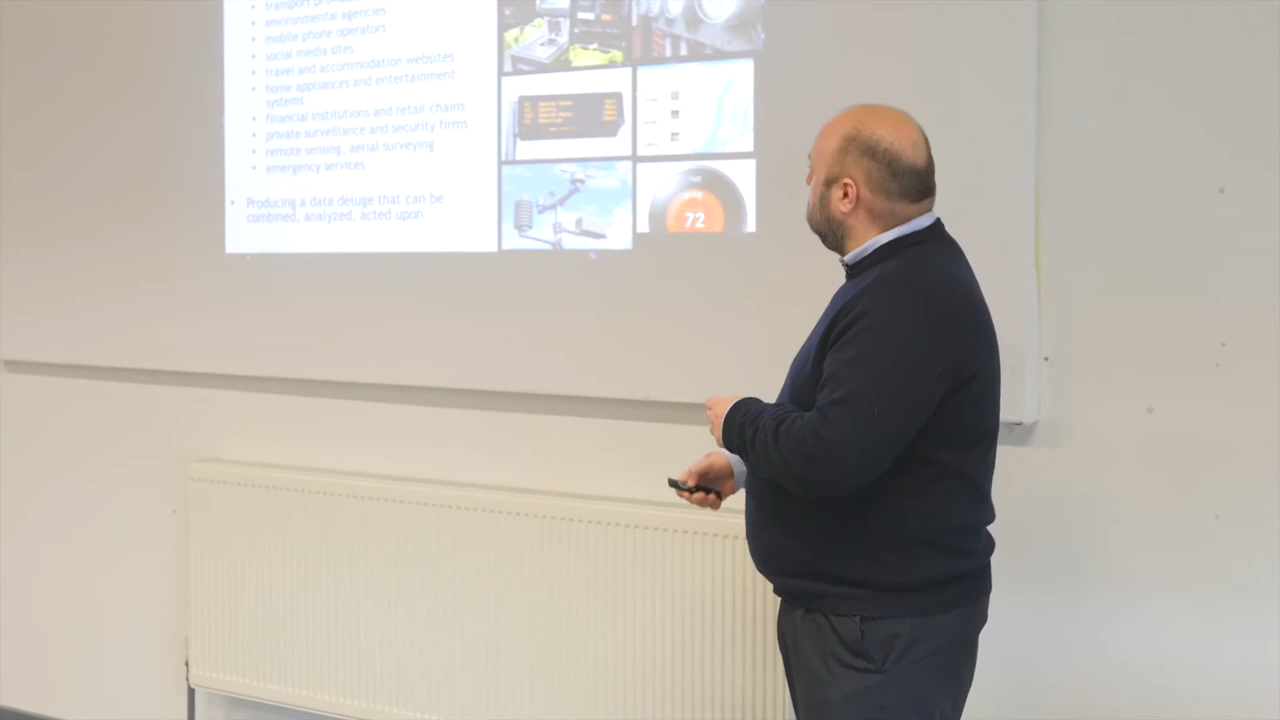 transport
environmental agencies
mobile phone operators
social media sites
travel and accommodation websites
home appliances and entertainment
systems
financial institutions and retail chains
private surveillance and security firms
remote sensing, aerial surveying
emergency services
Producing a data deluge that can be
combined, analyzed, acted upon
72